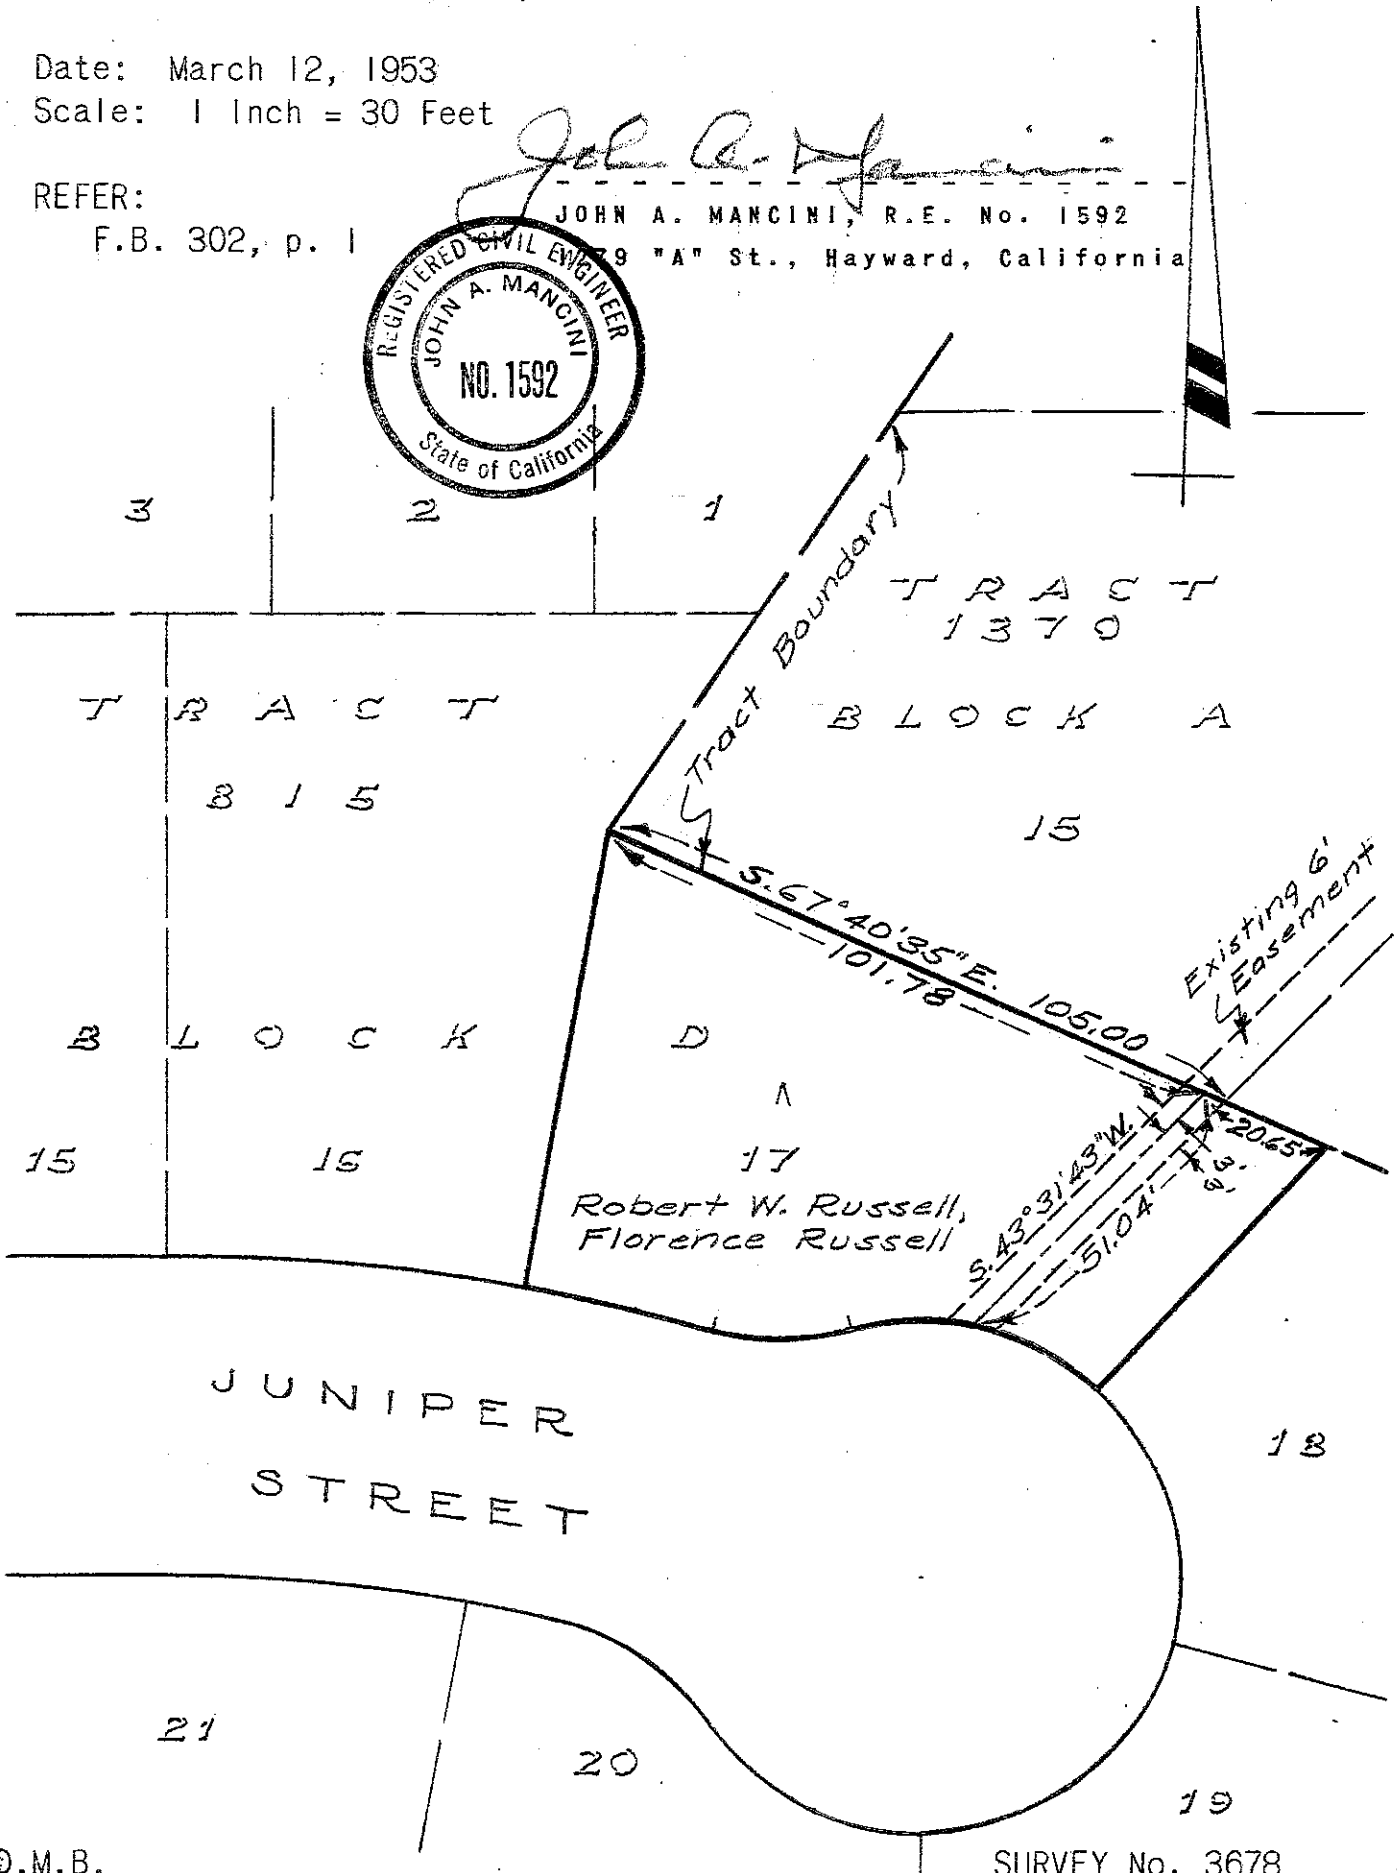 Date: March 12, 1953
Scale: 1 Inch = 30 Feet
John A. Mancini
REFER:
F.B. 302, p. 1
JOHN A. MANCINI, R.E. No. 1592
"A" St., Hayward, California
REGISTERED CIVIL ENGINEER
JOHN A. MANCINI
NO. 1592
State of California
3
2
1
Tract Boundary
TRACT
1370
BLOCK A
15
TRACT
815
BLOCK D
Existing 6'
Easement
S.67°40'35"E. 105.00
101.78
S.43°31'43"W.
51.04'
20.65'
3'
3'
15
16
17
Robert W. Russell,
Florence Russell
JUNIPER
STREET
18
21
20
19
SURVEY No. 3678